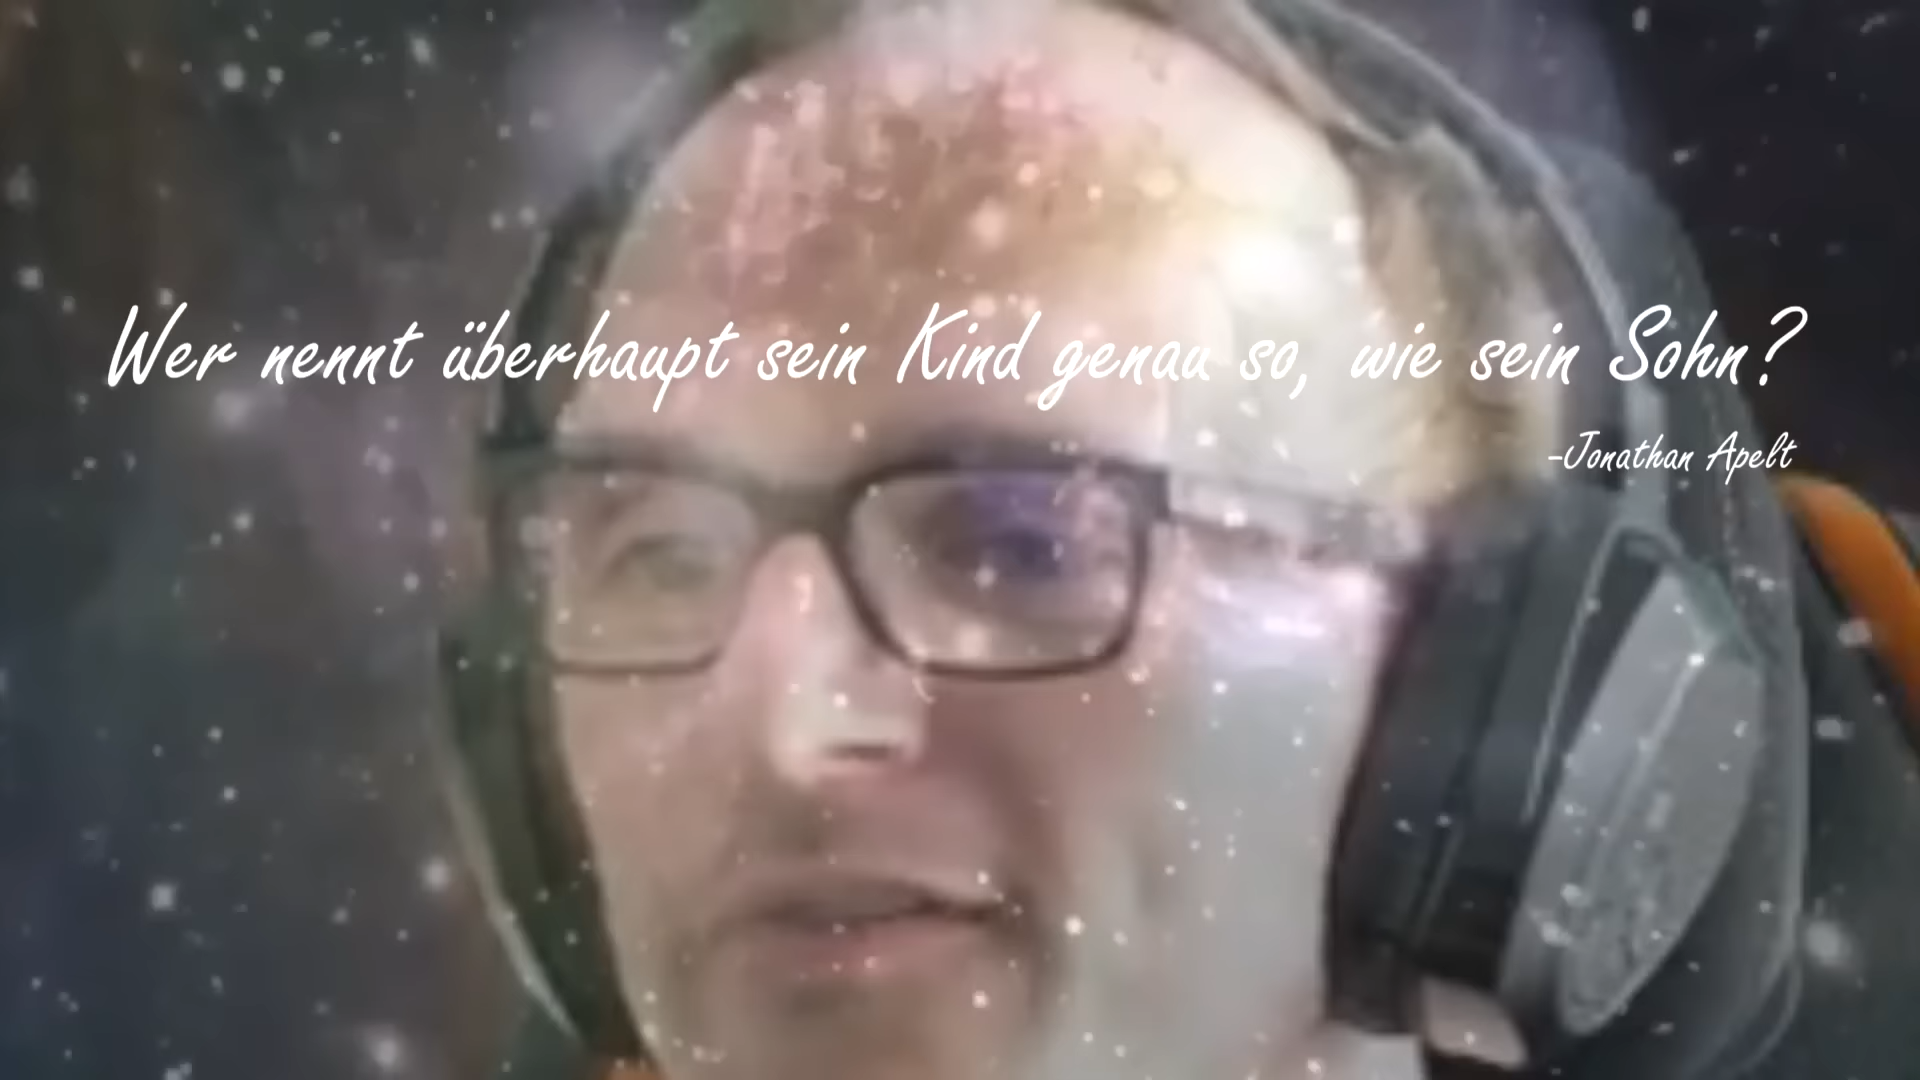 Wer nennt überhaupt sein Kind genau so, wie sein Sohn?
-Jonathan Apelt